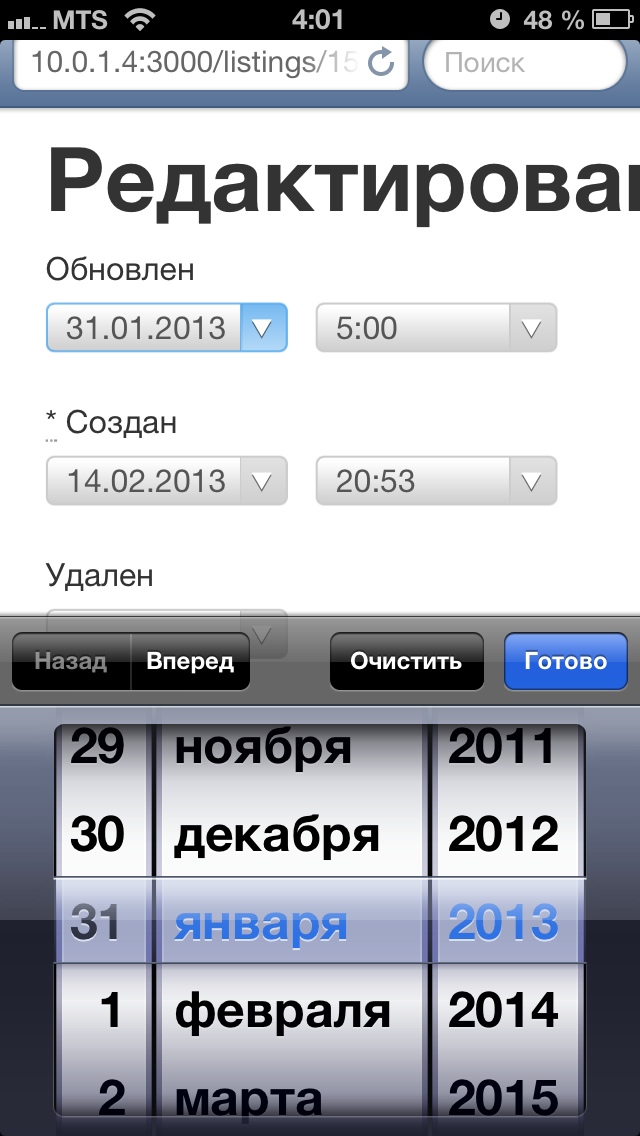 MTS 4:01 48 %
10.0.1.4:3000/listings/15 Поиск
Редактирова
Обновлен
31.01.2013 5:00
* Создан
14.02.2013 20:53
Удален
Назад Вперед Очистить Готово
29 ноября 2011
30 декабря 2012
31 января 2013
1 февраля 2014
2 марта 2015